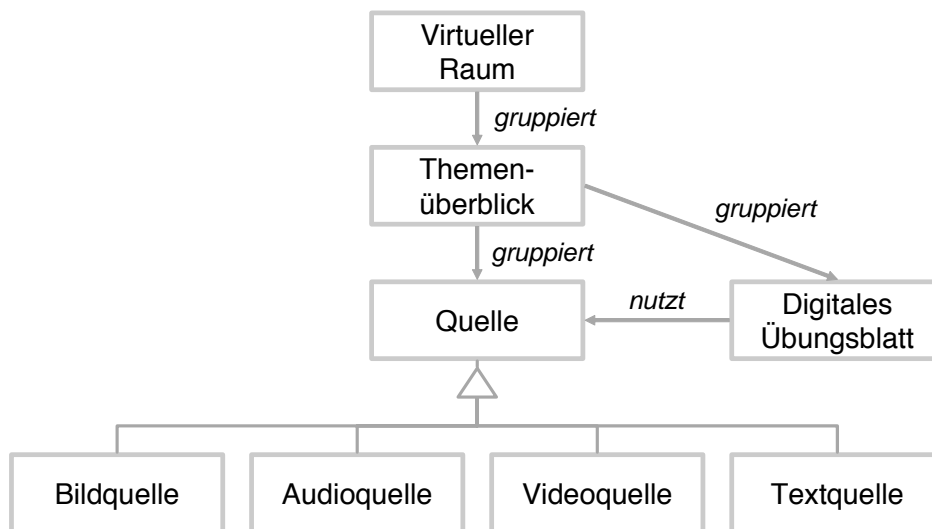 Virtueller
Raum
gruppiert
Themen-
überblick
gruppiert
gruppiert
Quelle
nutzt
Digitales
Übungsblatt
Bildquelle
Audioquelle
Videoquelle
Textquelle